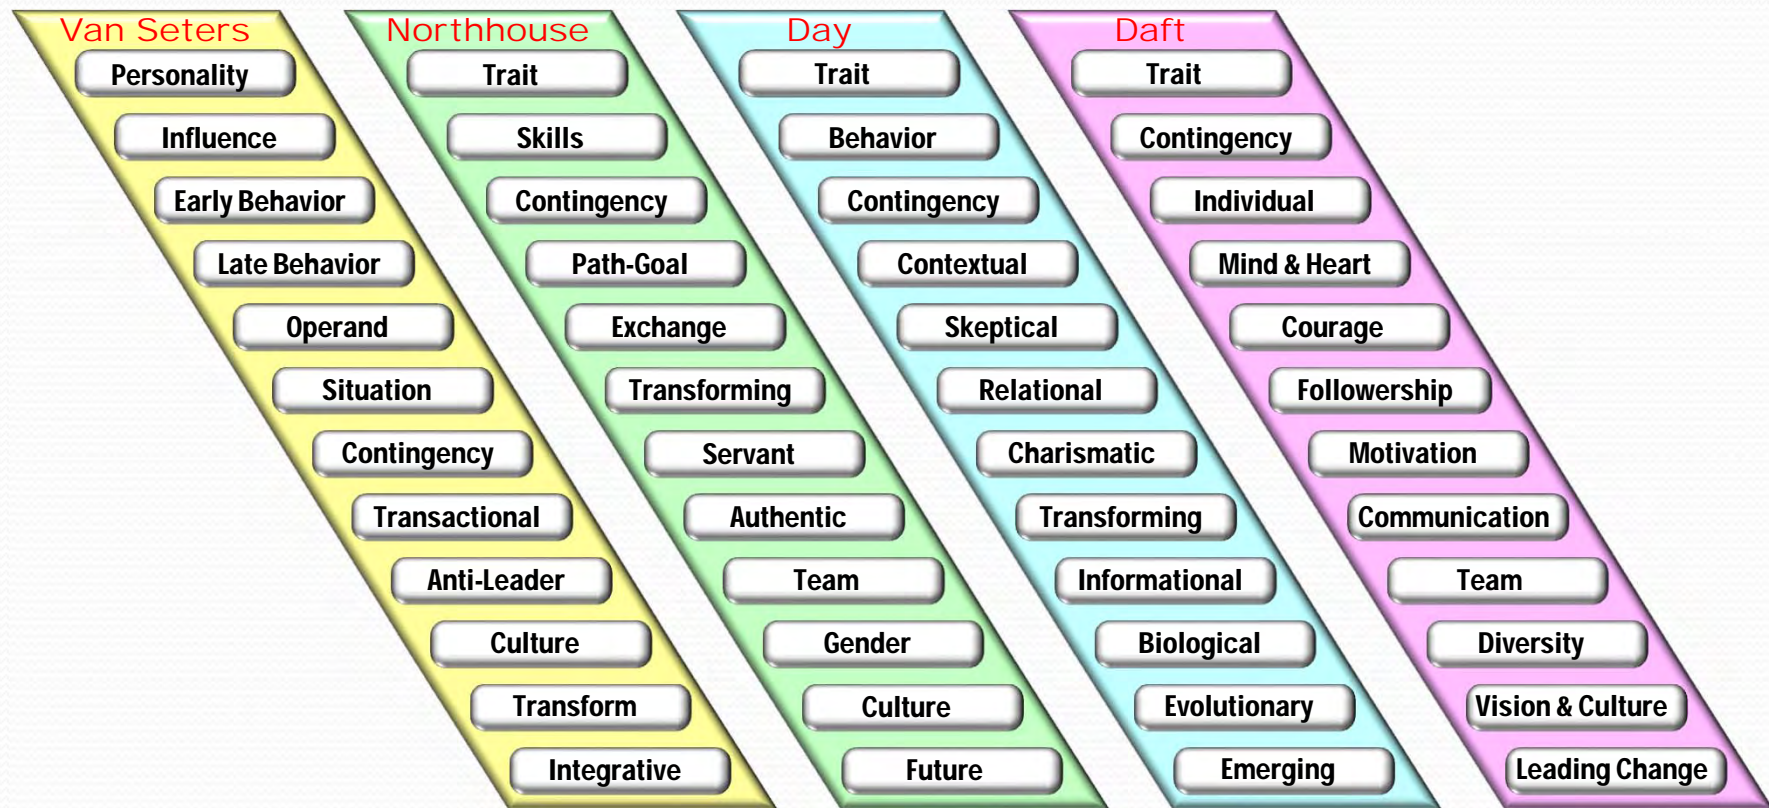 Van Seters
Personality
Influence
Early Behavior
Late Behavior
Operand
Situation
Contingency
Transactional
Anti-Leader
Culture
Transform
Integrative
Northhouse
Trait
Skills
Contingency
Path-Goal
Exchange
Transforming
Servant
Authentic
Team
Gender
Culture
Future
Day
Trait
Behavior
Contingency
Contextual
Skeptical
Relational
Charismatic
Transforming
Informational
Biological
Evolutionary
Emerging
Daft
Trait
Contingency
Individual
Mind & Heart
Courage
Followership
Motivation
Communication
Team
Diversity
Vision & Culture
Leading Change